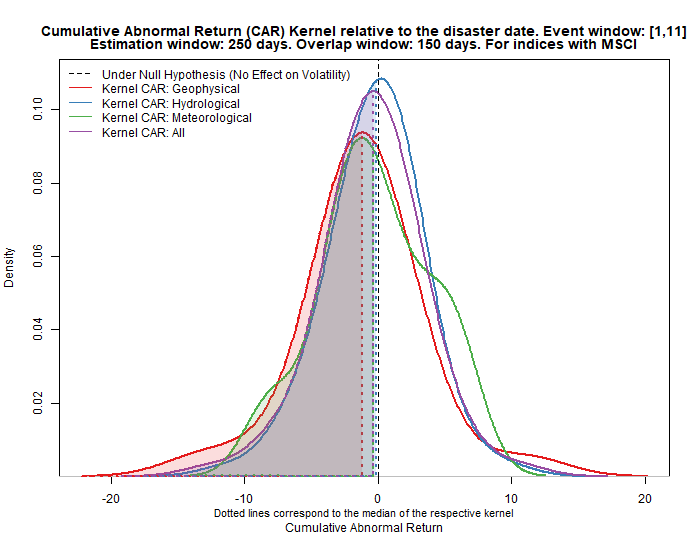 Cumulative Abnormal Return (CAR) Kernel relative to the disaster date. Event window: [1,11]
Estimation window: 250 days. Overlap window: 150 days. For indices with MSCI
Under Null Hypothesis (No Effect on Volatility)
Kernel CAR: Geophysical
Kernel CAR: Hydrological
Kernel CAR: Meteorological
Kernel CAR: All
0.10
0.08
0.06
0.04
0.02
Density
-20 -10 0 10 20
Dotted lines correspond to the median of the respective kernel
Cumulative Abnormal Return